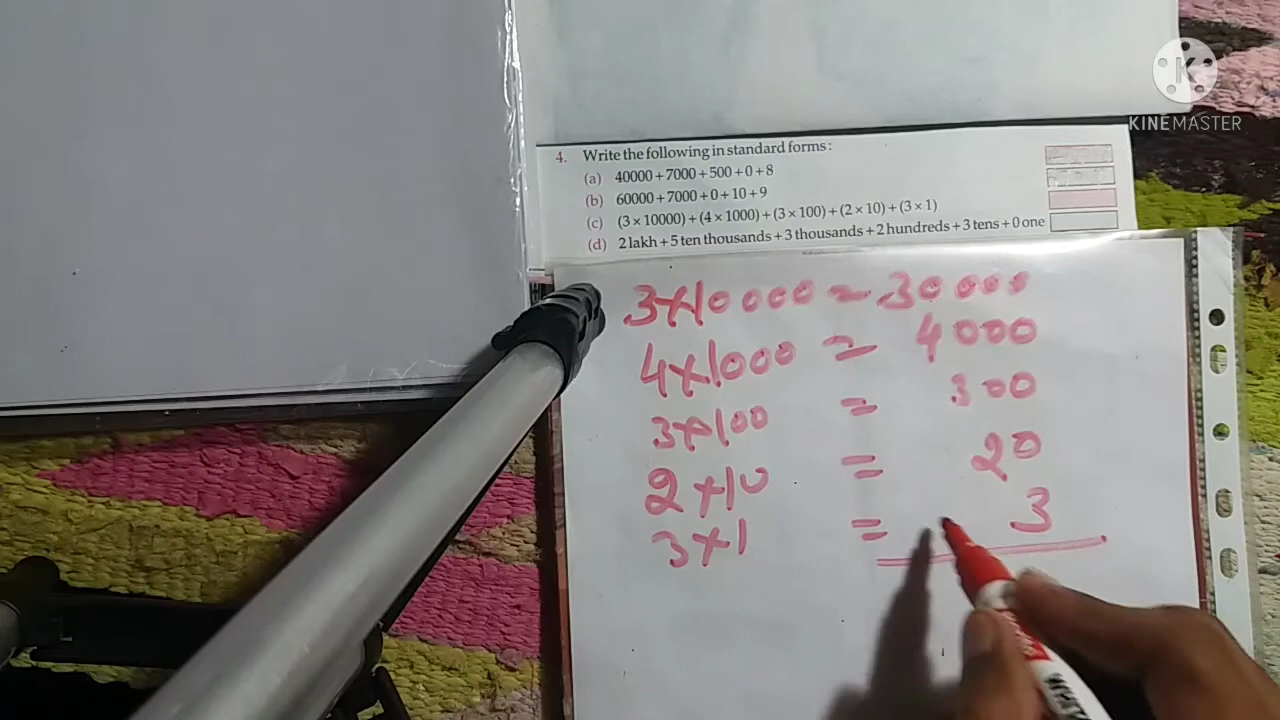 KINEMASTER
4. Write the following in standard forms :
(a) 40000 + 7000 + 500 + 0 + 8
(b) 60000 + 7000 + 0 + 10 + 9
(c) (3 × 10000) + (4 × 1000) + (3 × 100) + (2 × 10) + (3 × 1)
(d) 2 lakh + 5 ten thousands + 3 thousands + 2 hundreds + 3 tens + 0 one
3×10000 = 30000
4×1000 = 4000
3×100 = 300
2×10 = 20
3×1 = 3